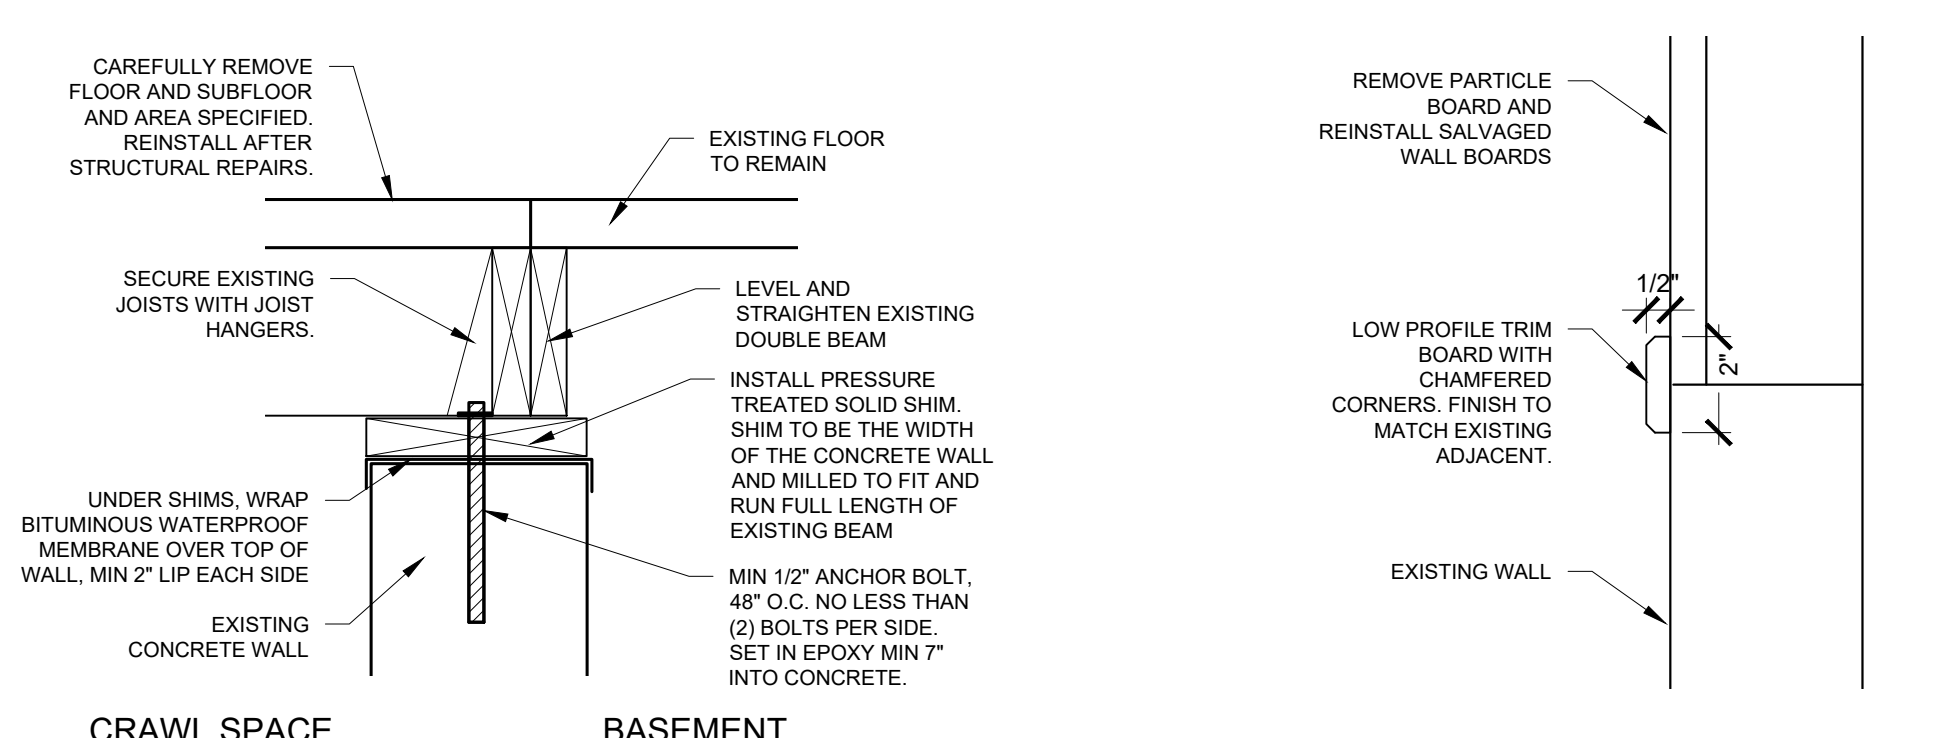 CAREFULLY REMOVE
FLOOR AND SUBFLOOR
AND AREA SPECIFIED.
REINSTALL AFTER
STRUCTURAL REPAIRS.
EXISTING FLOOR
TO REMAIN
SECURE EXISTING
JOISTS WITH JOIST
HANGERS.
LEVEL AND
STRAIGHTEN EXISTING
DOUBLE BEAM
INSTALL PRESSURE
TREATED SOLID SHIM.
SHIM TO BE THE WIDTH
OF THE CONCRETE WALL
AND MILLED TO FIT AND
RUN FULL LENGTH OF
EXISTING BEAM
UNDER SHIMS, WRAP
BITUMINOUS WATERPROOF
MEMBRANE OVER TOP OF
WALL, MIN 2" LIP EACH SIDE
EXISTING
CONCRETE WALL
MIN 1/2" ANCHOR BOLT,
48" O.C. NO LESS THAN
(2) BOLTS PER SIDE.
SET IN EPOXY MIN 7"
INTO CONCRETE.
CRAWL SPACE
BASEMENT
REMOVE PARTICLE
BOARD AND
REINSTALL SALVAGED
WALL BOARDS
1/2"
LOW PROFILE TRIM
BOARD WITH
CHAMFERED
CORNERS. FINISH TO
MATCH EXISTING
ADJACENT.
2"
EXISTING WALL